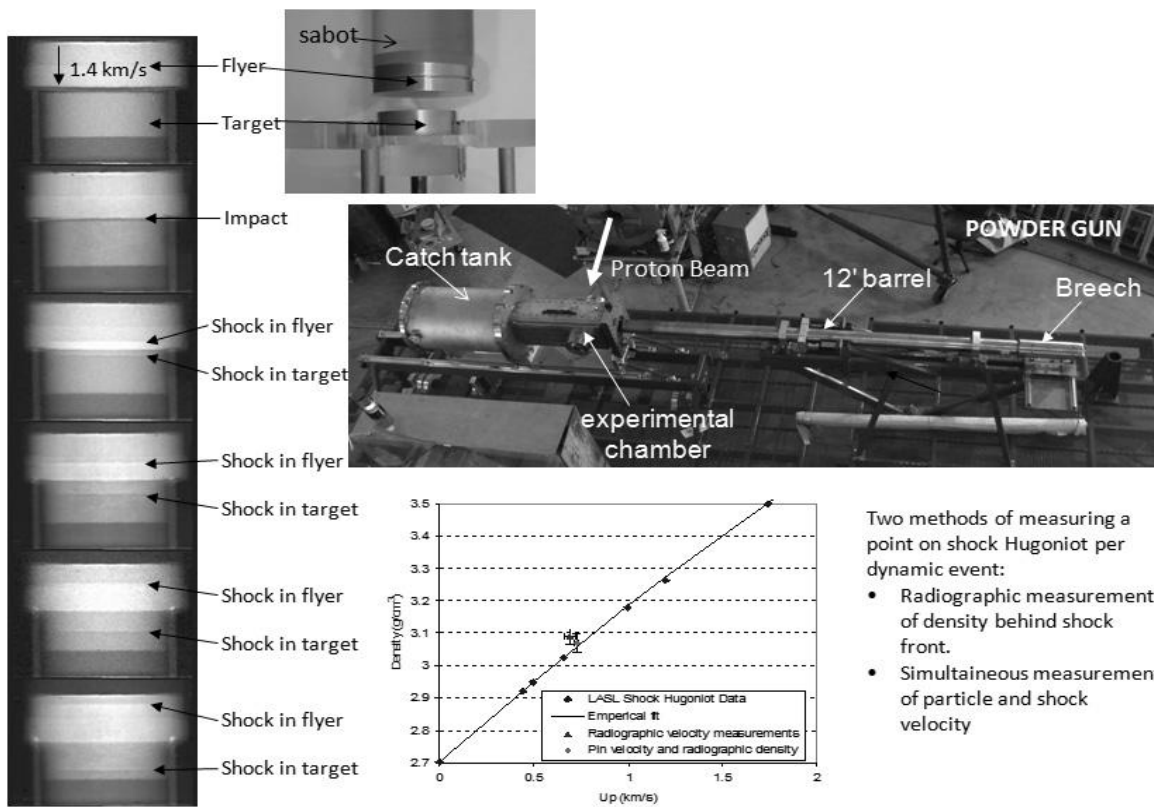 1.4 km/s
Flyer
Target
Impact
Shock in flyer
Shock in target
Shock in flyer
Shock in target
Shock in flyer
Shock in target
Shock in flyer
Shock in target
sabot
POWDER GUN
Catch tank
Proton Beam
12' barrel
Breech
experimental
chamber
3.5
3.4
3.3
3.2
3.1
3
2.9
2.8
2.7
Density(g/cm³)
0
0.5
1
1.5
2
Up (km/s)
LASL Shock Hugoniot Data
Emperical fit
Radiographic velocity measurements
Pin velocity and radiographic density
Two methods of measuring a
point on shock Hugoniot per
dynamic event:
• Radiographic measurement
of density behind shock
front.
• Simultaineous measuremen
of particle and shock
velocity